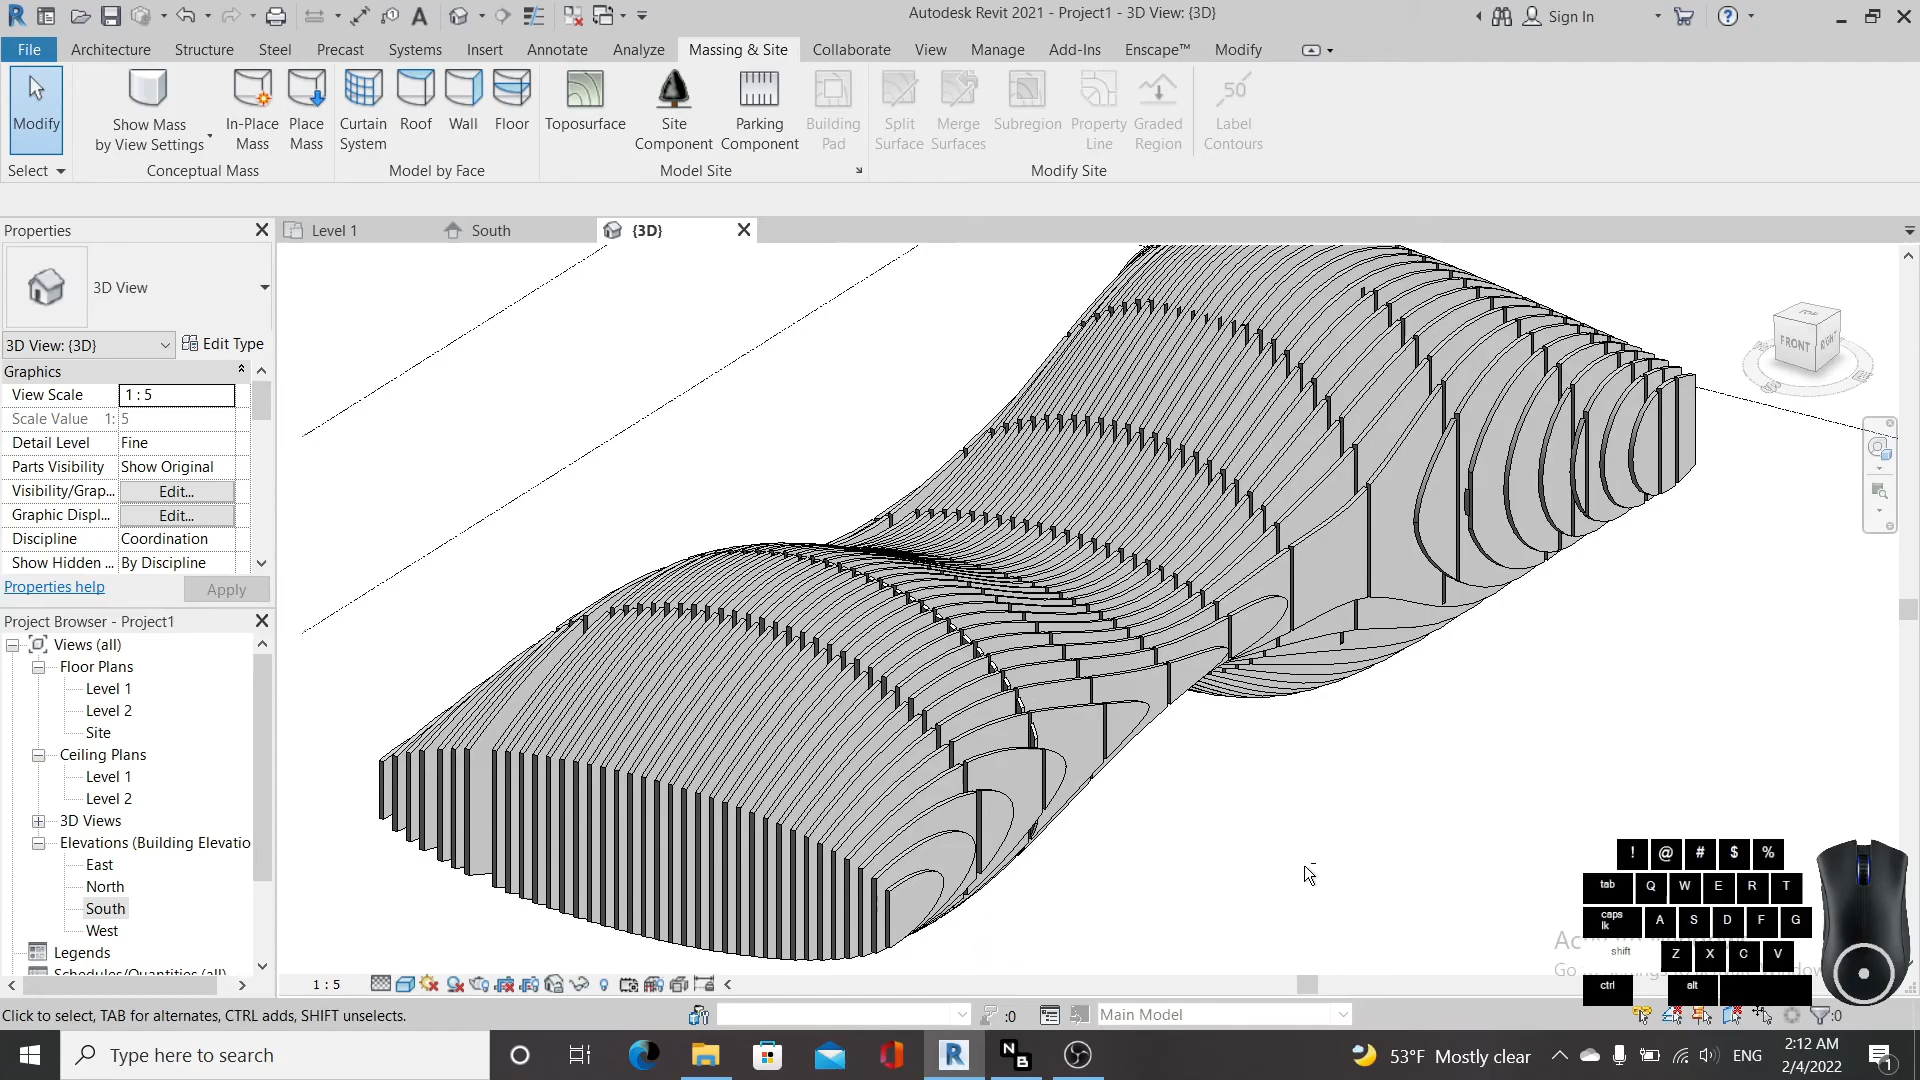 Autodesk Revit 2021 - Project1 - 3D View: {3D}
Sign In
File Architecture Structure Steel Precast Systems Insert Annotate Analyze Massing & Site Collaborate View Manage Add-Ins Enscape™ Modify
Modify
Show Mass
by View Settings
In-Place
Mass
Place
Mass
Curtain
System
Roof
Wall
Floor
Toposurface
Site
Component
Parking
Component
Building
Pad
Split
Surface
Merge
Surfaces
Subregion
Property
Line
Graded
Region
50
Label
Contours
Select
Conceptual Mass
Model by Face
Model Site
Modify Site
Properties
Level 1
South
{3D}
3D View
3D View: {3D}
Edit Type
Graphics
View Scale 1 : 5
Scale Value 1: 5
Detail Level Fine
Parts Visibility Show Original
Visibility/Grap... Edit...
Graphic Displ... Edit...
Discipline Coordination
Show Hidden ... By Discipline
Properties help
Apply
Project Browser - Project1
Views (all)
Floor Plans
Level 1
Level 2
Site
Ceiling Plans
Level 1
Level 2
3D Views
Elevations (Building Elevatio
East
North
South
West
Legends
Schedules/Quantities (all)
TOP
FRONT
RIGHT
! @ # $ %
tab Q W E R T
caps
lk
A S D F G
shift Z X C V
ctrl alt
1 : 5
Click to select, TAB for alternates, CTRL adds, SHIFT unselects.
:0
Main Model
:0
Type here to search
53°F Mostly clear
ENG
2:12 AM
2/4/2022
1